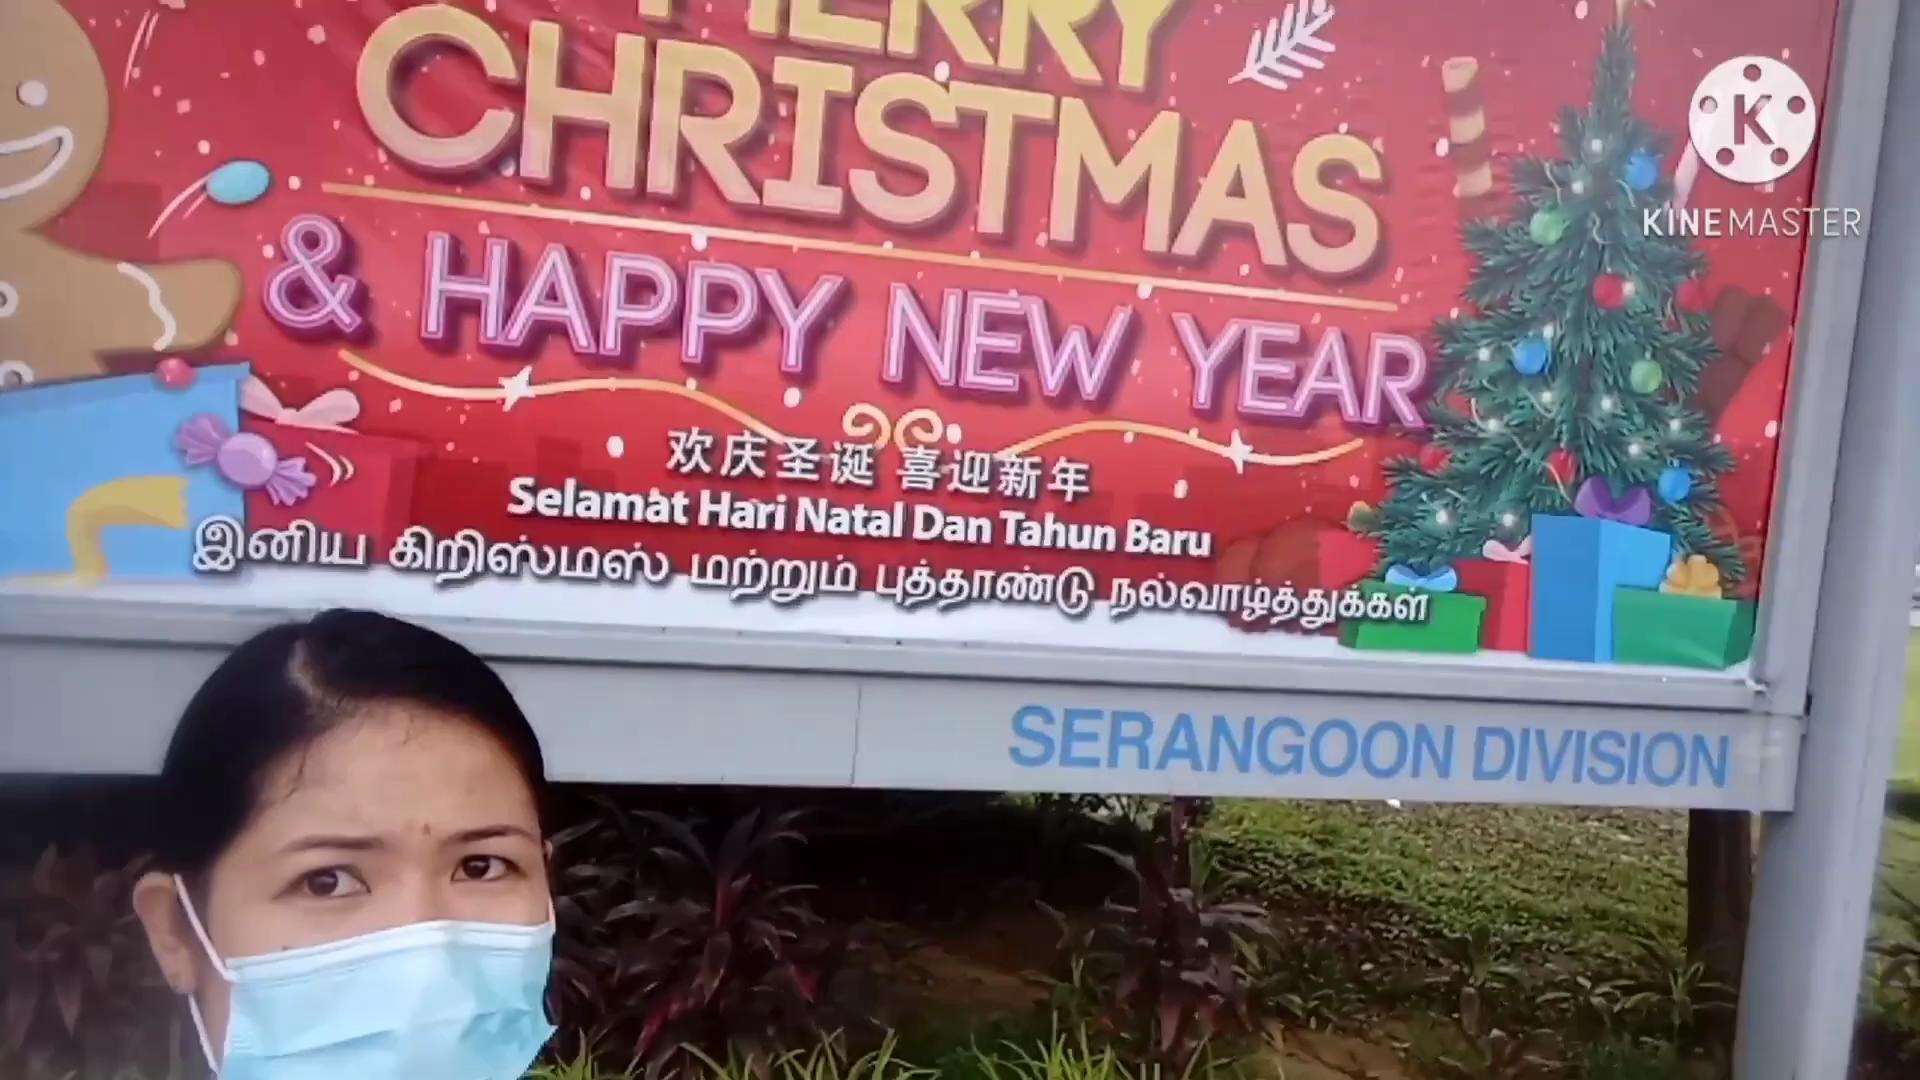 MERRY
CHRISTMAS
& HAPPY NEW YEAR
欢庆圣诞 喜迎新年
Selamat Hari Natal Dan Tahun Baru
இனிய கிறிஸ்மஸ் மற்றும் புத்தாண்டு நல்வாழ்த்துக்கள்
SERANGOON DIVISION
K
KINEMASTER